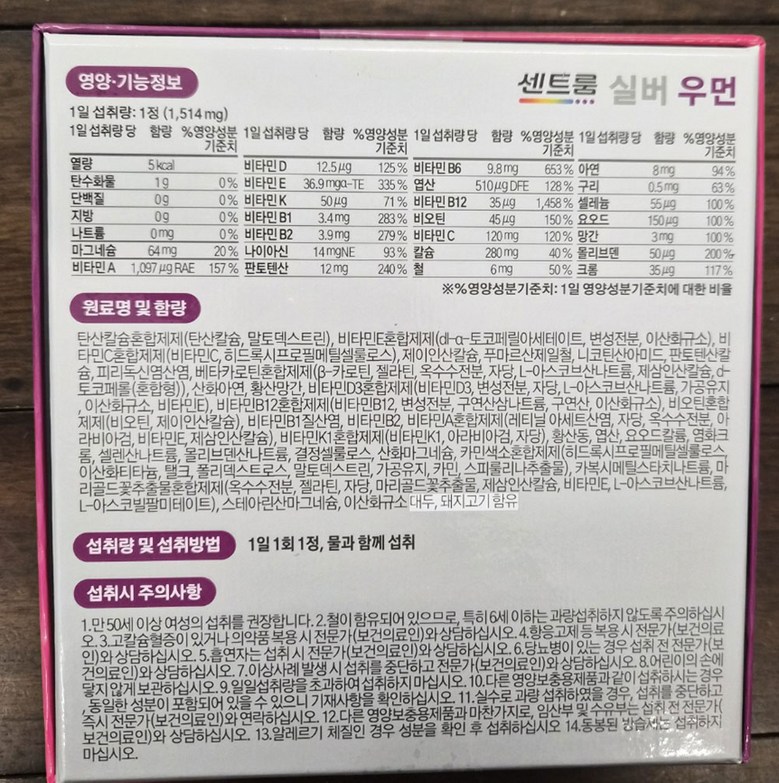 영양·기능정보
센트룸 실버 우먼
1일 섭취량: 1정 (1,514 mg)
1일 섭취량 당 함량 %영양성분 기준치 1일섭취량당 함량 %영양성분 기준치 1일섭취량 당 함량 %영양성분 기준치 1일섭취량당 함량 %영양성분 기준치
열량 5 kcal 비타민 D 12.5 μg 125 % 비타민 B6 9.8 mg 653 % 아연 8 mg 94 %
탄수화물 1 g 0 % 비타민 E 36.9 mgα-TE 335 % 엽산 510 μg DFE 128 % 구리 0.5 mg 63 %
단백질 0 g 0 % 비타민 K 50 μg 71 % 비타민 B12 35 μg 1,458 % 셀레늄 55 μg 100 %
지방 0 g 0 % 비타민 B1 3.4 mg 283 % 비오틴 45 μg 150 % 요오드 150 μg 100 %
나트륨 0 mg 0 % 비타민 B2 3.9 mg 279 % 비타민 C 120 mg 120 % 망간 3 mg 100 %
마그네슘 64 mg 20 % 나이아신 14 mgNE 93 % 칼슘 280 mg 40 % 몰리브덴 50 μg 200 %
비타민 A 1,097 μg RAE 157 % 판토텐산 12 mg 240 % 철 6 mg 50 % 크롬 35 μg 117 %
※%영양성분기준치: 1일 영양성분기준치에 대한 비율
원료명 및 함량
탄산칼슘혼합제제(탄산칼슘, 말토덱스트린), 비타민E혼합제제(dl-α-토코페릴아세테이트, 변성전분, 이산화규소), 비
타민C혼합제제(비타민C, 히드록시프로필메틸셀룰로스), 제이인산칼슘, 푸마르산제일철, 니코틴산아미드, 판토텐산칼
슘, 피리독신염산염, 베타카로틴혼합제제(β-카로틴, 젤라틴, 옥수수전분, 자당, L-아스코브산나트륨, 제삼인산칼슘, d-
토코페롤(혼합형)), 산화아연, 황산망간, 비타민D3혼합제제(비타민D3, 변성전분, 자당, L-아스코브산나트륨, 가공유지
, 이산화규소, 비타민E), 비타민B12혼합제제(비타민B12, 변성전분, 구연산삼나트륨, 구연산, 이산화규소), 비오틴혼합
제제(비오틴, 제이인산칼슘), 비타민B1질산염, 비타민B2, 비타민A혼합제제(레티닐 아세트산염, 자당, 옥수수전분, 아
라비아검, 비타민E, 제삼인산칼슘), 비타민K1혼합제제(비타민K1, 아라비아검, 자당), 황산동, 엽산, 요오드칼륨, 염화크
롬, 셀렌산나트륨, 몰리브덴산나트륨, 결정셀룰로스, 산화마그네슘, 카민색소혼합제제(히드록시프로필메틸셀룰로스,
이산화티타늄, 탤크, 폴리덱스트로스, 말토덱스트린, 가공유지, 카민, 스피룰리나추출물), 카복시메틸스타치나트륨, 마
리골드꽃추출물혼합제제(옥수수전분, 젤라틴, 자당, 마리골드꽃추출물, 제삼인산칼슘, 비타민E, L-아스코브산나트륨,
L-아스코빌팔미테이트), 스테아린산마그네슘, 이산화규소 대두, 돼지고기 함유
섭취량 및 섭취방법 1일 1회 1정, 물과 함께 섭취
섭취시 주의사항
1.만 50세 이상 여성의 섭취를 권장합니다. 2.철이 함유되어 있으므로, 특히 6세 이하는 과량섭취하지 않도록 주의하십시
오. 3.고칼슘혈증이 있거나 의약품 복용 시 전문가(보건의료인)와 상담하십시오. 4.항응고제 등 복용 시 전문가(보건의료
인)와 상담하십시오. 5.흡연자는 섭취 시 전문가(보건의료인)와 상담하십시오. 6.당뇨병이 있는 경우 섭취 전 전문가(보
건의료인)와 상담하십시오. 7.이상사례 발생 시 섭취를 중단하고 전문가(보건의료인)와 상담하십시오. 8.어린이의 손에
닿지 않게 보관하십시오. 9.일일섭취량을 초과하여 섭취하지 마십시오. 10.다른 영양보충용제품과 같이 섭취하시는 경우
, 동일한 성분이 포함되어 있을 수 있으니 기재사항을 확인하십시오. 11.실수로 과량 섭취하였을 경우, 섭취를 중단하고
즉시 전문가(보건의료인)와 연락하십시오. 12.다른 영양보충용제품과 마찬가지로, 임산부 및 수유부는 섭취 전 전문가(
보건의료인)와 상담하십시오. 13.알레르기 체질인 경우 성분을 확인 후 섭취하십시오 14.동봉된 방습제는 섭취하지
마십시오.